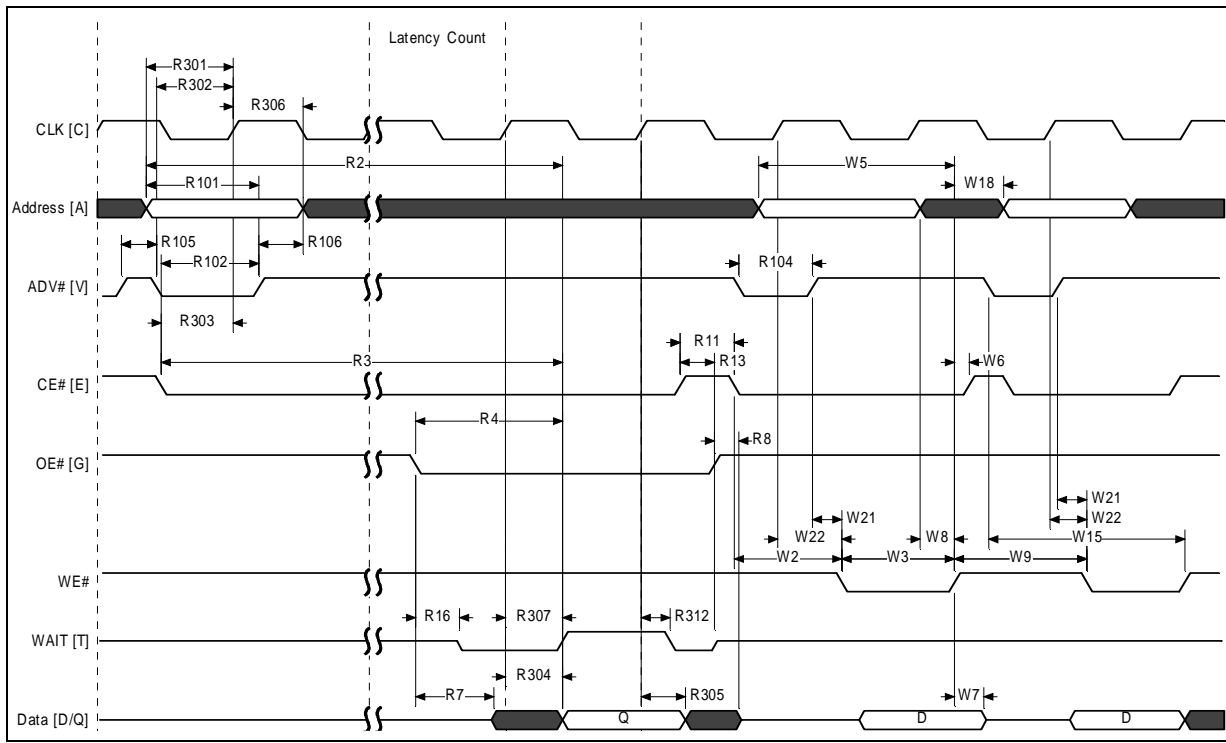 Latency Count
R301
R302
R306
CLK [C]
R2
W5
R101
W18
Address [A]
R105
R106
R102
R104
ADV# [V]
R303
R11
R3
R13
W6
CE# [E]
R4
R8
OE# [G]
W21
W21
W22
W22
W8
W15
W2
W3
W9
WE#
R16
R307
R312
WAIT [T]
R304
R7
R305
W7
Data [D/Q]
Q
D
D